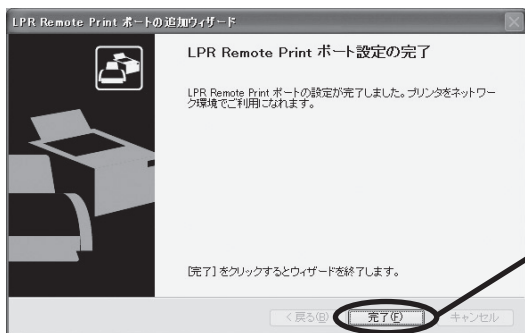 LPR Remote Print ポートの追加ウィザード
LPR Remote Print ポート設定の完了
LPR Remote Print ポートの設定が完了しました。プリンタをネットワー
ク環境でご利用になれます。
[完了] をクリックするとウィザードを終了します。
< 戻る(B)
完了(F)
キャンセル